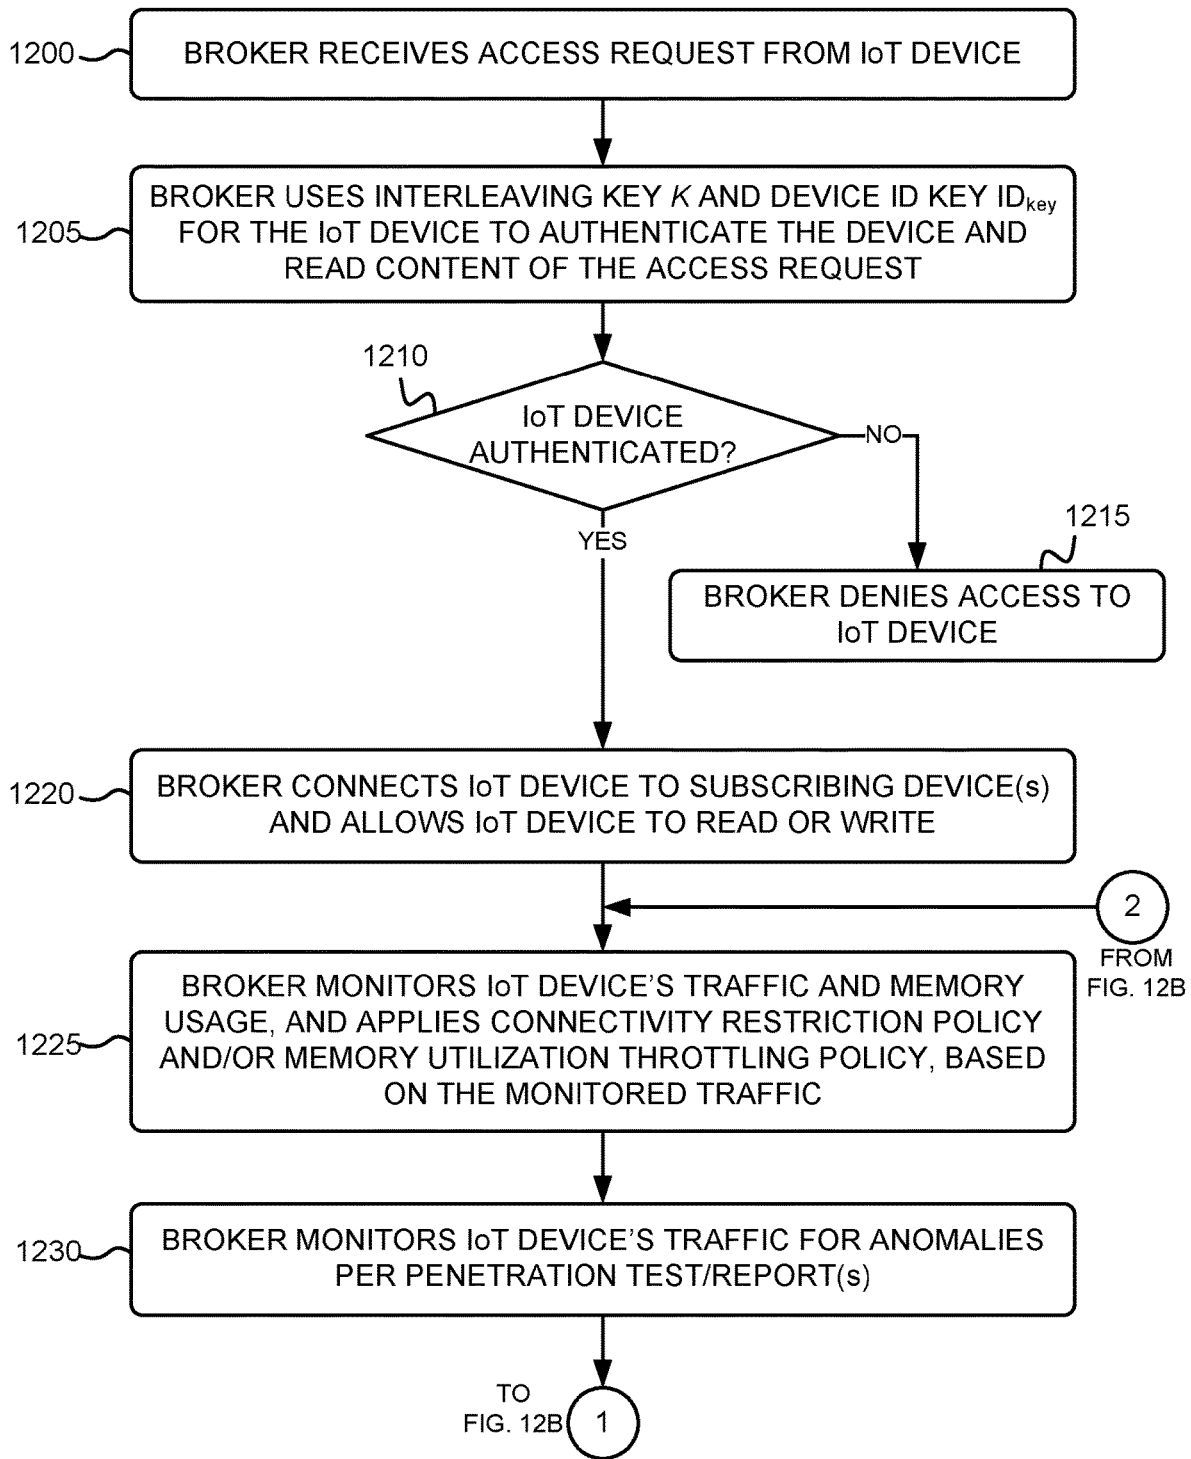 1200
BROKER RECEIVES ACCESS REQUEST FROM IoT DEVICE
1205
BROKER USES INTERLEAVING KEY K AND DEVICE ID KEY IDkey
FOR THE IoT DEVICE TO AUTHENTICATE THE DEVICE AND
READ CONTENT OF THE ACCESS REQUEST
1210
IoT DEVICE
AUTHENTICATED?
NO
YES
1215
BROKER DENIES ACCESS TO
IoT DEVICE
1220
BROKER CONNECTS IoT DEVICE TO SUBSCRIBING DEVICE(s)
AND ALLOWS IoT DEVICE TO READ OR WRITE
2
FROM
FIG. 12B
1225
BROKER MONITORS IoT DEVICE'S TRAFFIC AND MEMORY
USAGE, AND APPLIES CONNECTIVITY RESTRICTION POLICY
AND/OR MEMORY UTILIZATION THROTTLING POLICY, BASED
ON THE MONITORED TRAFFIC
1230
BROKER MONITORS IoT DEVICE'S TRAFFIC FOR ANOMALIES
PER PENETRATION TEST/REPORT(s)
TO
FIG. 12B
1